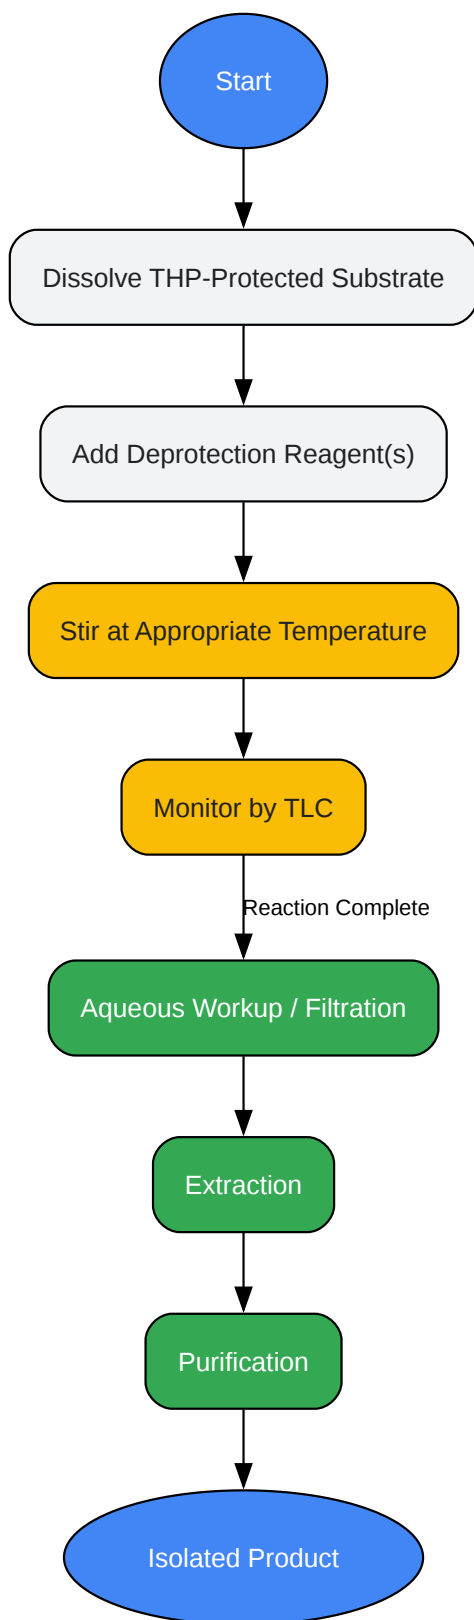 Start
Dissolve THP-Protected Substrate
Add Deprotection Reagent(s)
Stir at Appropriate Temperature
Monitor by TLC
Reaction Complete
Aqueous Workup / Filtration
Extraction
Purification
Isolated Product